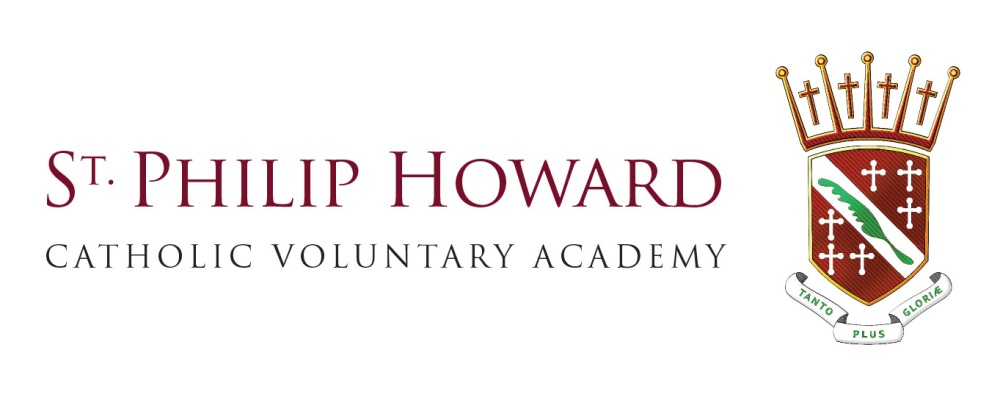 ST. PHILIP HOWARD
CATHOLIC VOLUNTARY ACADEMY
TANTO PLUS GLORIÆ